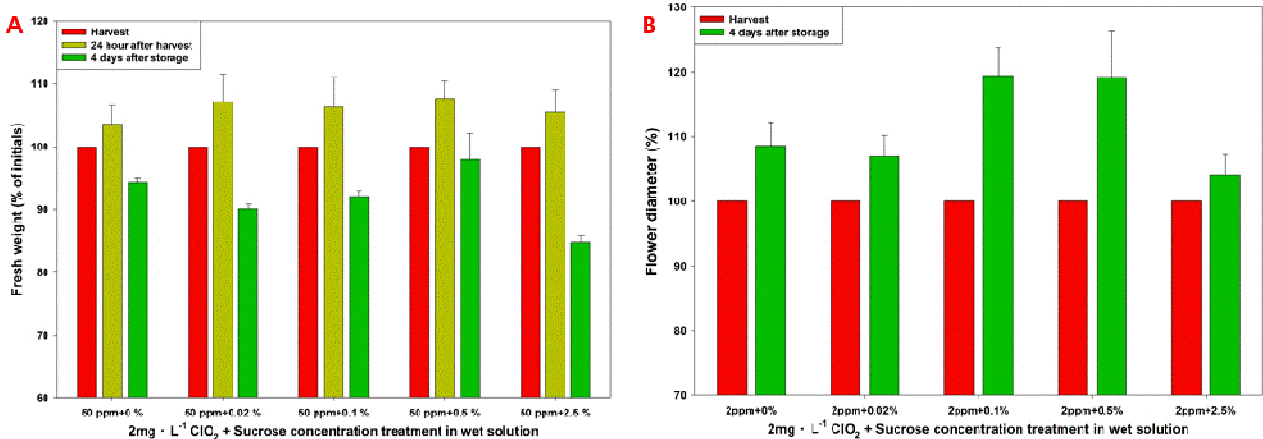 A
120
110
100
90
80
70
60
Fresh weight (% of initials)
Harvest
24 hour after harvest
4 days after storage
50 ppm+0 %
50 ppm+0.02 %
50 ppm+0.1 %
50 ppm+0.5 %
50 ppm+2.5 %
2mg · L⁻¹ ClO₂ + Sucrose concentration treatment in wet solution
B
130
120
110
100
90
80
70
Flower diameter (%)
Harvest
4 days after storage
2ppm+0%
2ppm+0.02%
2ppm+0.1%
2ppm+0.5%
2ppm+2.5%
2mg · L⁻¹ ClO₂ + Sucrose concentration treatment in wet solution